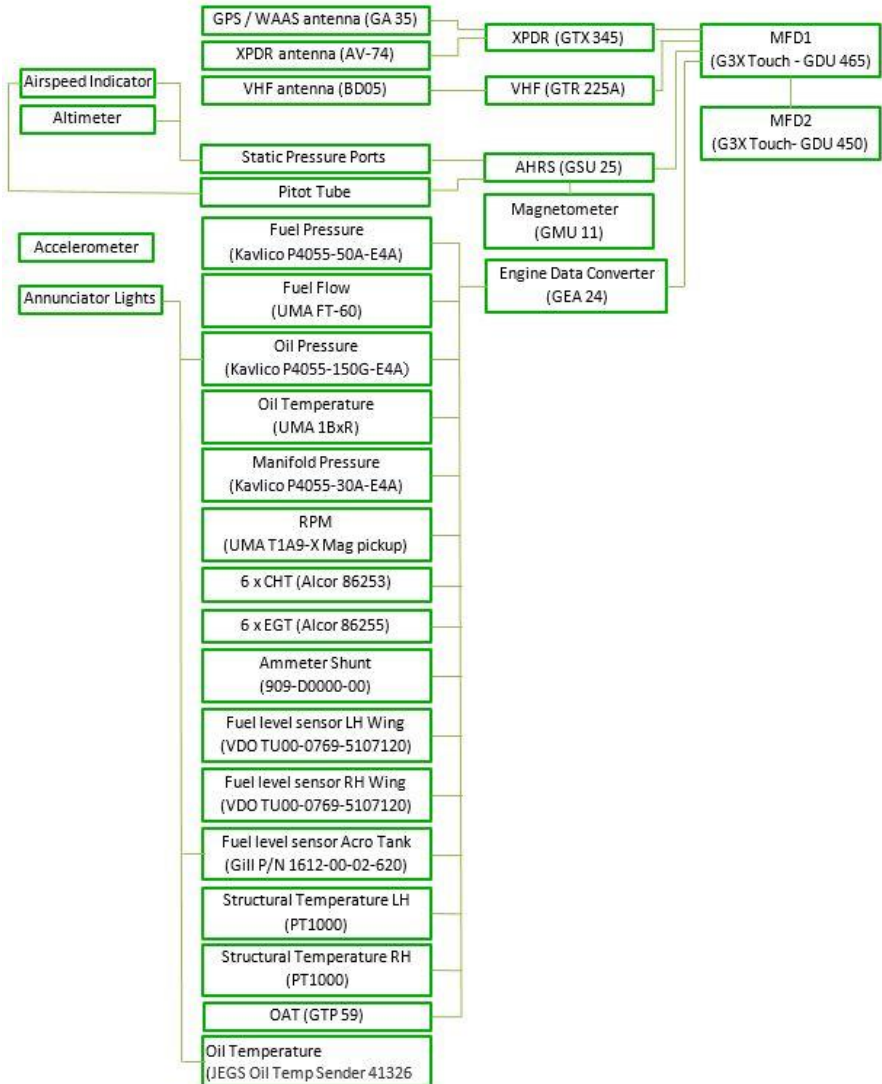 GPS / WAAS antenna (GA 35)
XPDR antenna (AV-74)
VHF antenna (BD05)
XPDR (GTX 345)
VHF (GTR 225A)
MFD1
(G3X Touch - GDU 465)
MFD2
(G3X Touch- GDU 450)
Airspeed Indicator
Altimeter
Static Pressure Ports
Pitot Tube
AHRS (GSU 25)
Magnetometer
(GMU 11)
Accelerometer
Annunciator Lights
Fuel Pressure
(Kavlico P4055-50A-E4A)
Fuel Flow
(UMA FT-60)
Engine Data Converter
(GEA 24)
Oil Pressure
(Kavlico P4055-150G-E4A)
Oil Temperature
(UMA 1BxR)
Manifold Pressure
(Kavlico P4055-30A-E4A)
RPM
(UMA T1A9-X Mag pickup)
6 x CHT (Alcor 86253)
6 x EGT (Alcor 86255)
Ammeter Shunt
(909-D0000-00)
Fuel level sensor LH Wing
(VDO TU00-0769-5107120)
Fuel level sensor RH Wing
(VDO TU00-0769-5107120)
Fuel level sensor Acro Tank
(Gill P/N 1612-00-02-620)
Structural Temperature LH
(PT1000)
Structural Temperature RH
(PT1000)
OAT (GTP 59)
Oil Temperature
(JEGS Oil Temp Sender 41326